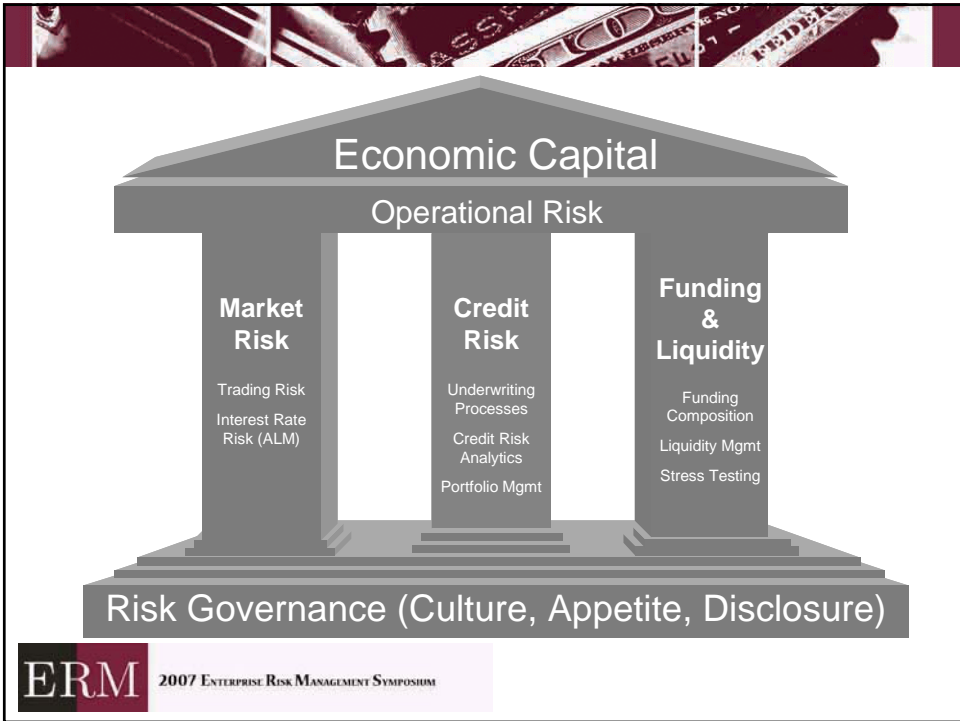 Economic Capital
Operational Risk
Market
Risk
Trading Risk
Interest Rate
Risk (ALM)
Credit
Risk
Underwriting
Processes
Credit Risk
Analytics
Portfolio Mgmt
Funding
&
Liquidity
Funding
Composition
Liquidity Mgmt
Stress Testing
Risk Governance (Culture, Appetite, Disclosure)
ERM 2007 ENTERPRISE RISK MANAGEMENT SYMPOSIUM